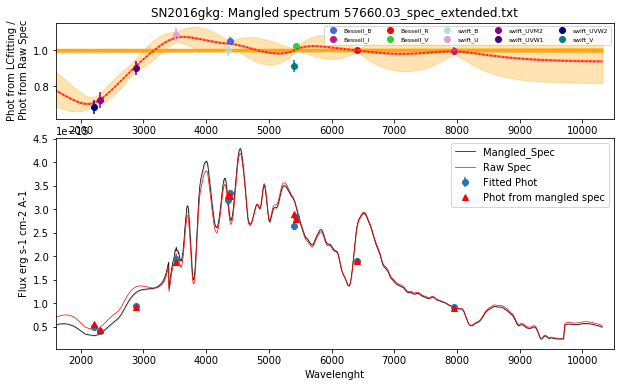 SN2016gkg: Mangled spectrum 57660.03_spec_extended.txt
Phot from LCfitting /
Phot from Raw Spec
1.0
0.8
Bessell_B
Bessell_R
swift_B
swift_UVM2
swift_UVW2
Bessell_I
Bessell_V
swift_U
swift_UVW1
swift_V
2000 3000 4000 5000 6000 7000 8000 9000 10000
Flux erg s-1 cm-2 A-1
4.5
4.0
3.5
3.0
2.5
2.0
1.5
1.0
0.5
Mangled_Spec
Raw Spec
Fitted Phot
Phot from mangled spec
2000 3000 4000 5000 6000 7000 8000 9000 10000
Wavelenght